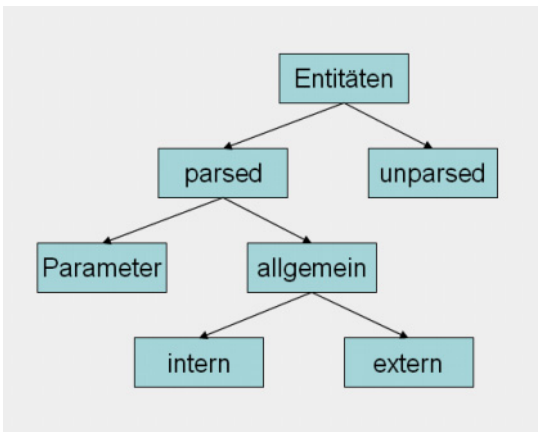 Entitäten
parsed
unparsed
Parameter
allgemein
intern
extern